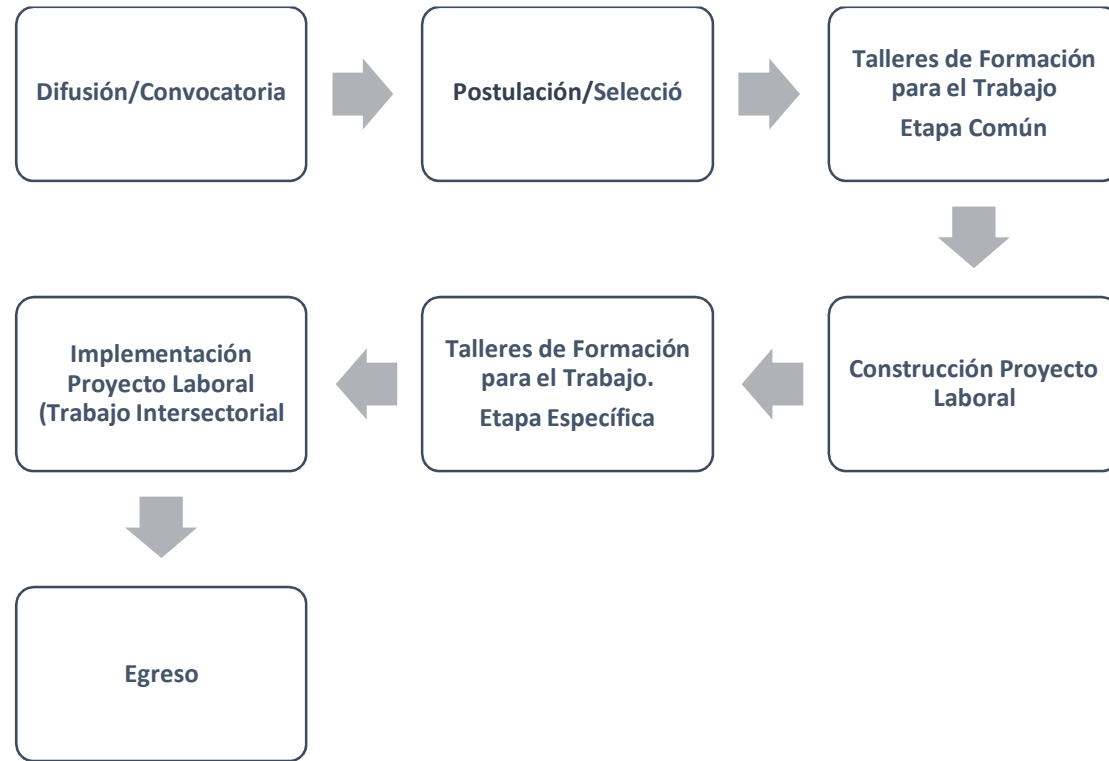 Difusión/Convocatoria
Postulación/Selecció
Talleres de Formación
para el Trabajo
Etapa Común
Construcción Proyecto
Laboral
Talleres de Formación
para el Trabajo.
Etapa Específica
Implementación
Proyecto Laboral
(Trabajo Intersectorial
Egreso